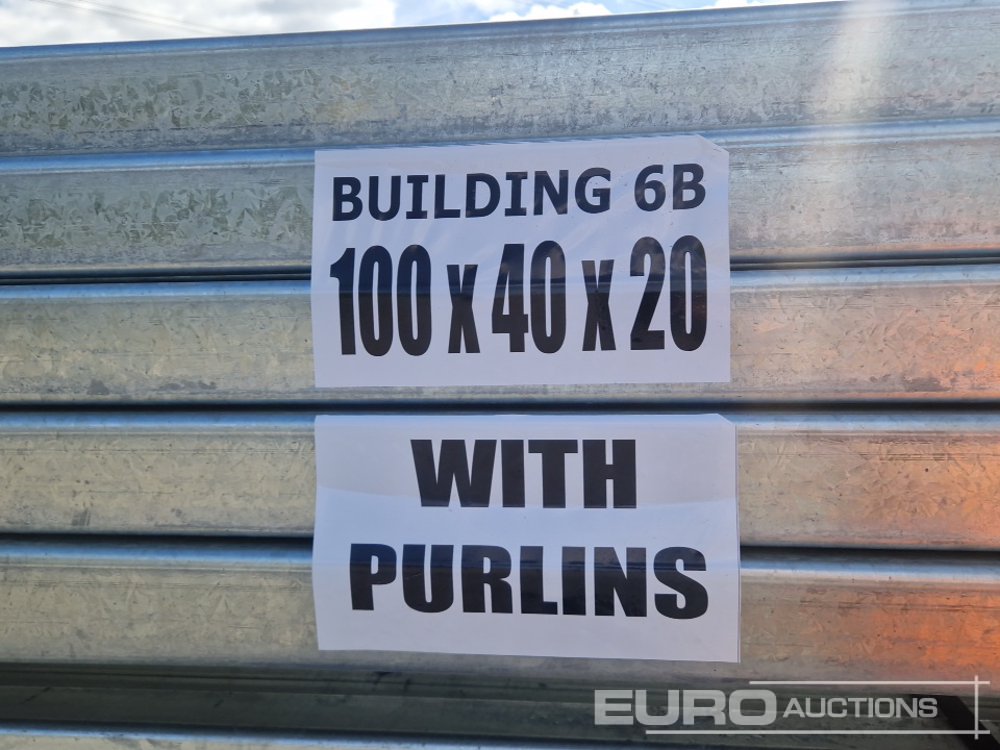 BUILDING 6B
100 x 40 x 20
WITH
PURLINS
EURO AUCTIONS